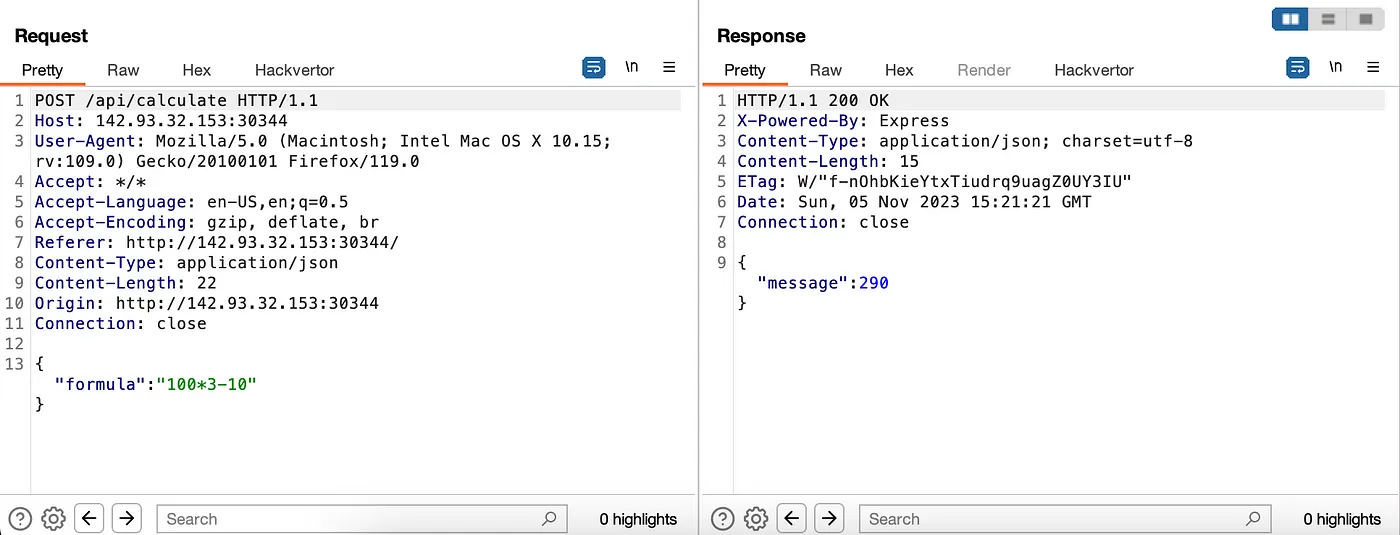 Request
Pretty Raw Hex Hackvertor \n
1 POST /api/calculate HTTP/1.1
2 Host: 142.93.32.153:30344
3 User-Agent: Mozilla/5.0 (Macintosh; Intel Mac OS X 10.15;
rv:109.0) Gecko/20100101 Firefox/119.0
4 Accept: */*
5 Accept-Language: en-US,en;q=0.5
6 Accept-Encoding: gzip, deflate, br
7 Referer: http://142.93.32.153:30344/
8 Content-Type: application/json
9 Content-Length: 22
10 Origin: http://142.93.32.153:30344
11 Connection: close
12
13 {
"formula":"100*3-10"
}
? Search 0 highlights
Response
Pretty Raw Hex Render Hackvertor \n
1 HTTP/1.1 200 OK
2 X-Powered-By: Express
3 Content-Type: application/json; charset=utf-8
4 Content-Length: 15
5 ETag: W/"f-nOhbKieYtxTiudrq9uagZ0UY3IU"
6 Date: Sun, 05 Nov 2023 15:21:21 GMT
7 Connection: close
8
9 {
"message":290
}
? Search 0 highlights